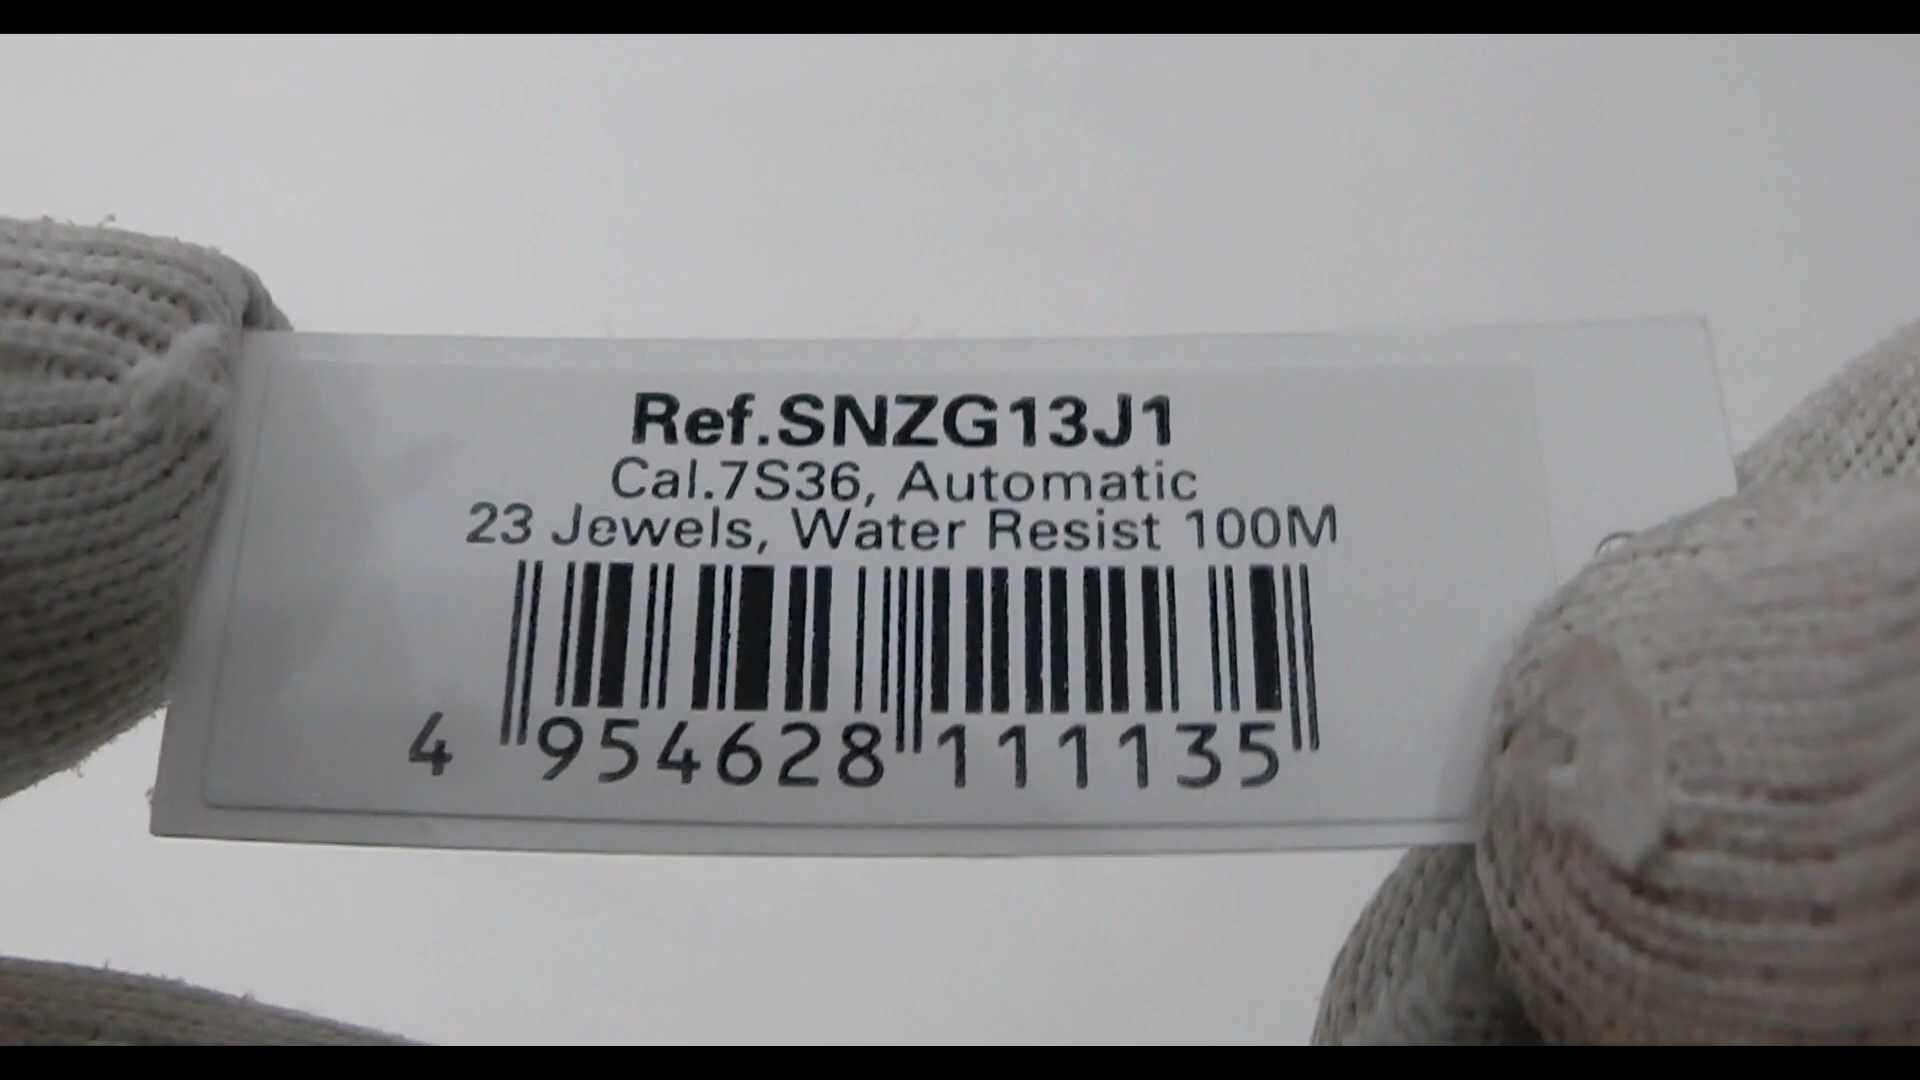 Ref.SNZG13J1
Cal.7S36, Automatic
23 Jewels, Water Resist 100M
4 954628 111135